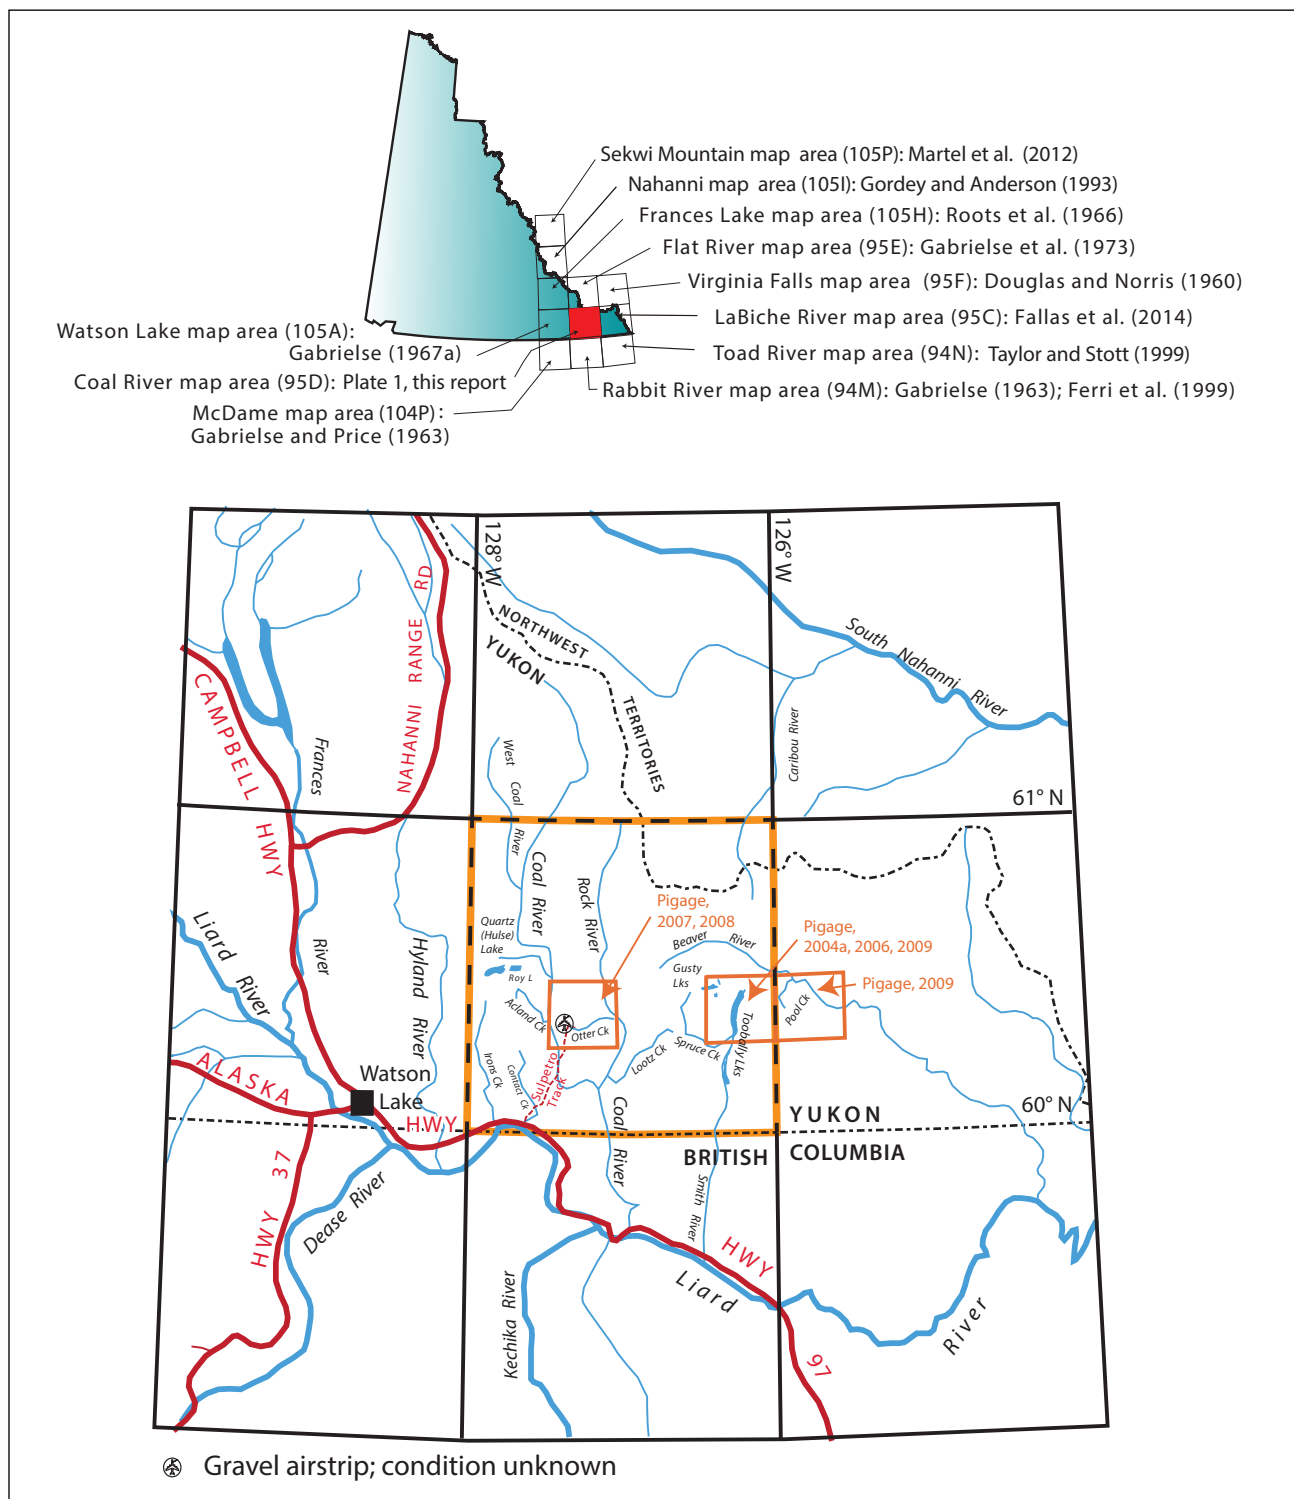 Sekwi Mountain map area (105P): Martel et al. (2012)
Nahanni map area (105I): Gordey and Anderson (1993)
Frances Lake map area (105H): Roots et al. (1966)
Flat River map area (95E): Gabrielse et al. (1973)
Virginia Falls map area (95F): Douglas and Norris (1960)
LaBiche River map area (95C): Fallas et al. (2014)
Toad River map area (94N): Taylor and Stott (1999)
Rabbit River map area (94M): Gabrielse (1963); Ferri et al. (1999)
Watson Lake map area (105A):
Gabrielse (1967a)
Coal River map area (95D): Plate 1, this report
McDame map area (104P):
Gabrielse and Price (1963)
128° W
126° W
NAHANNI RANGE RD
NORTHWEST
TERRITORIES
YUKON
South Nahanni River
CAMPBELL HWY
Frances
River
West Coal River
Caribou River
61° N
Coal River
Rock River
Pigage,
2007, 2008
Pigage,
2004a, 2006, 2009
Pigage, 2009
Quartz
(Hulse)
Lake
Roy L
Beaver River
Gusty
Lks
Liard River
Hyland River
Acland Ck
Otter Ck
Pool Ck
Toobally Lks
Lootz Ck
Spruce Ck
Irons Ck
Contact Ck
Sulpetro
Track
ALASKA
HWY
Watson
Lake
60° N
YUKON
BRITISH
COLUMBIA
Coal River
Smith River
HWY 37
Dease River
Kechika River
HWY
97
Liard
River
Gravel airstrip; condition unknown